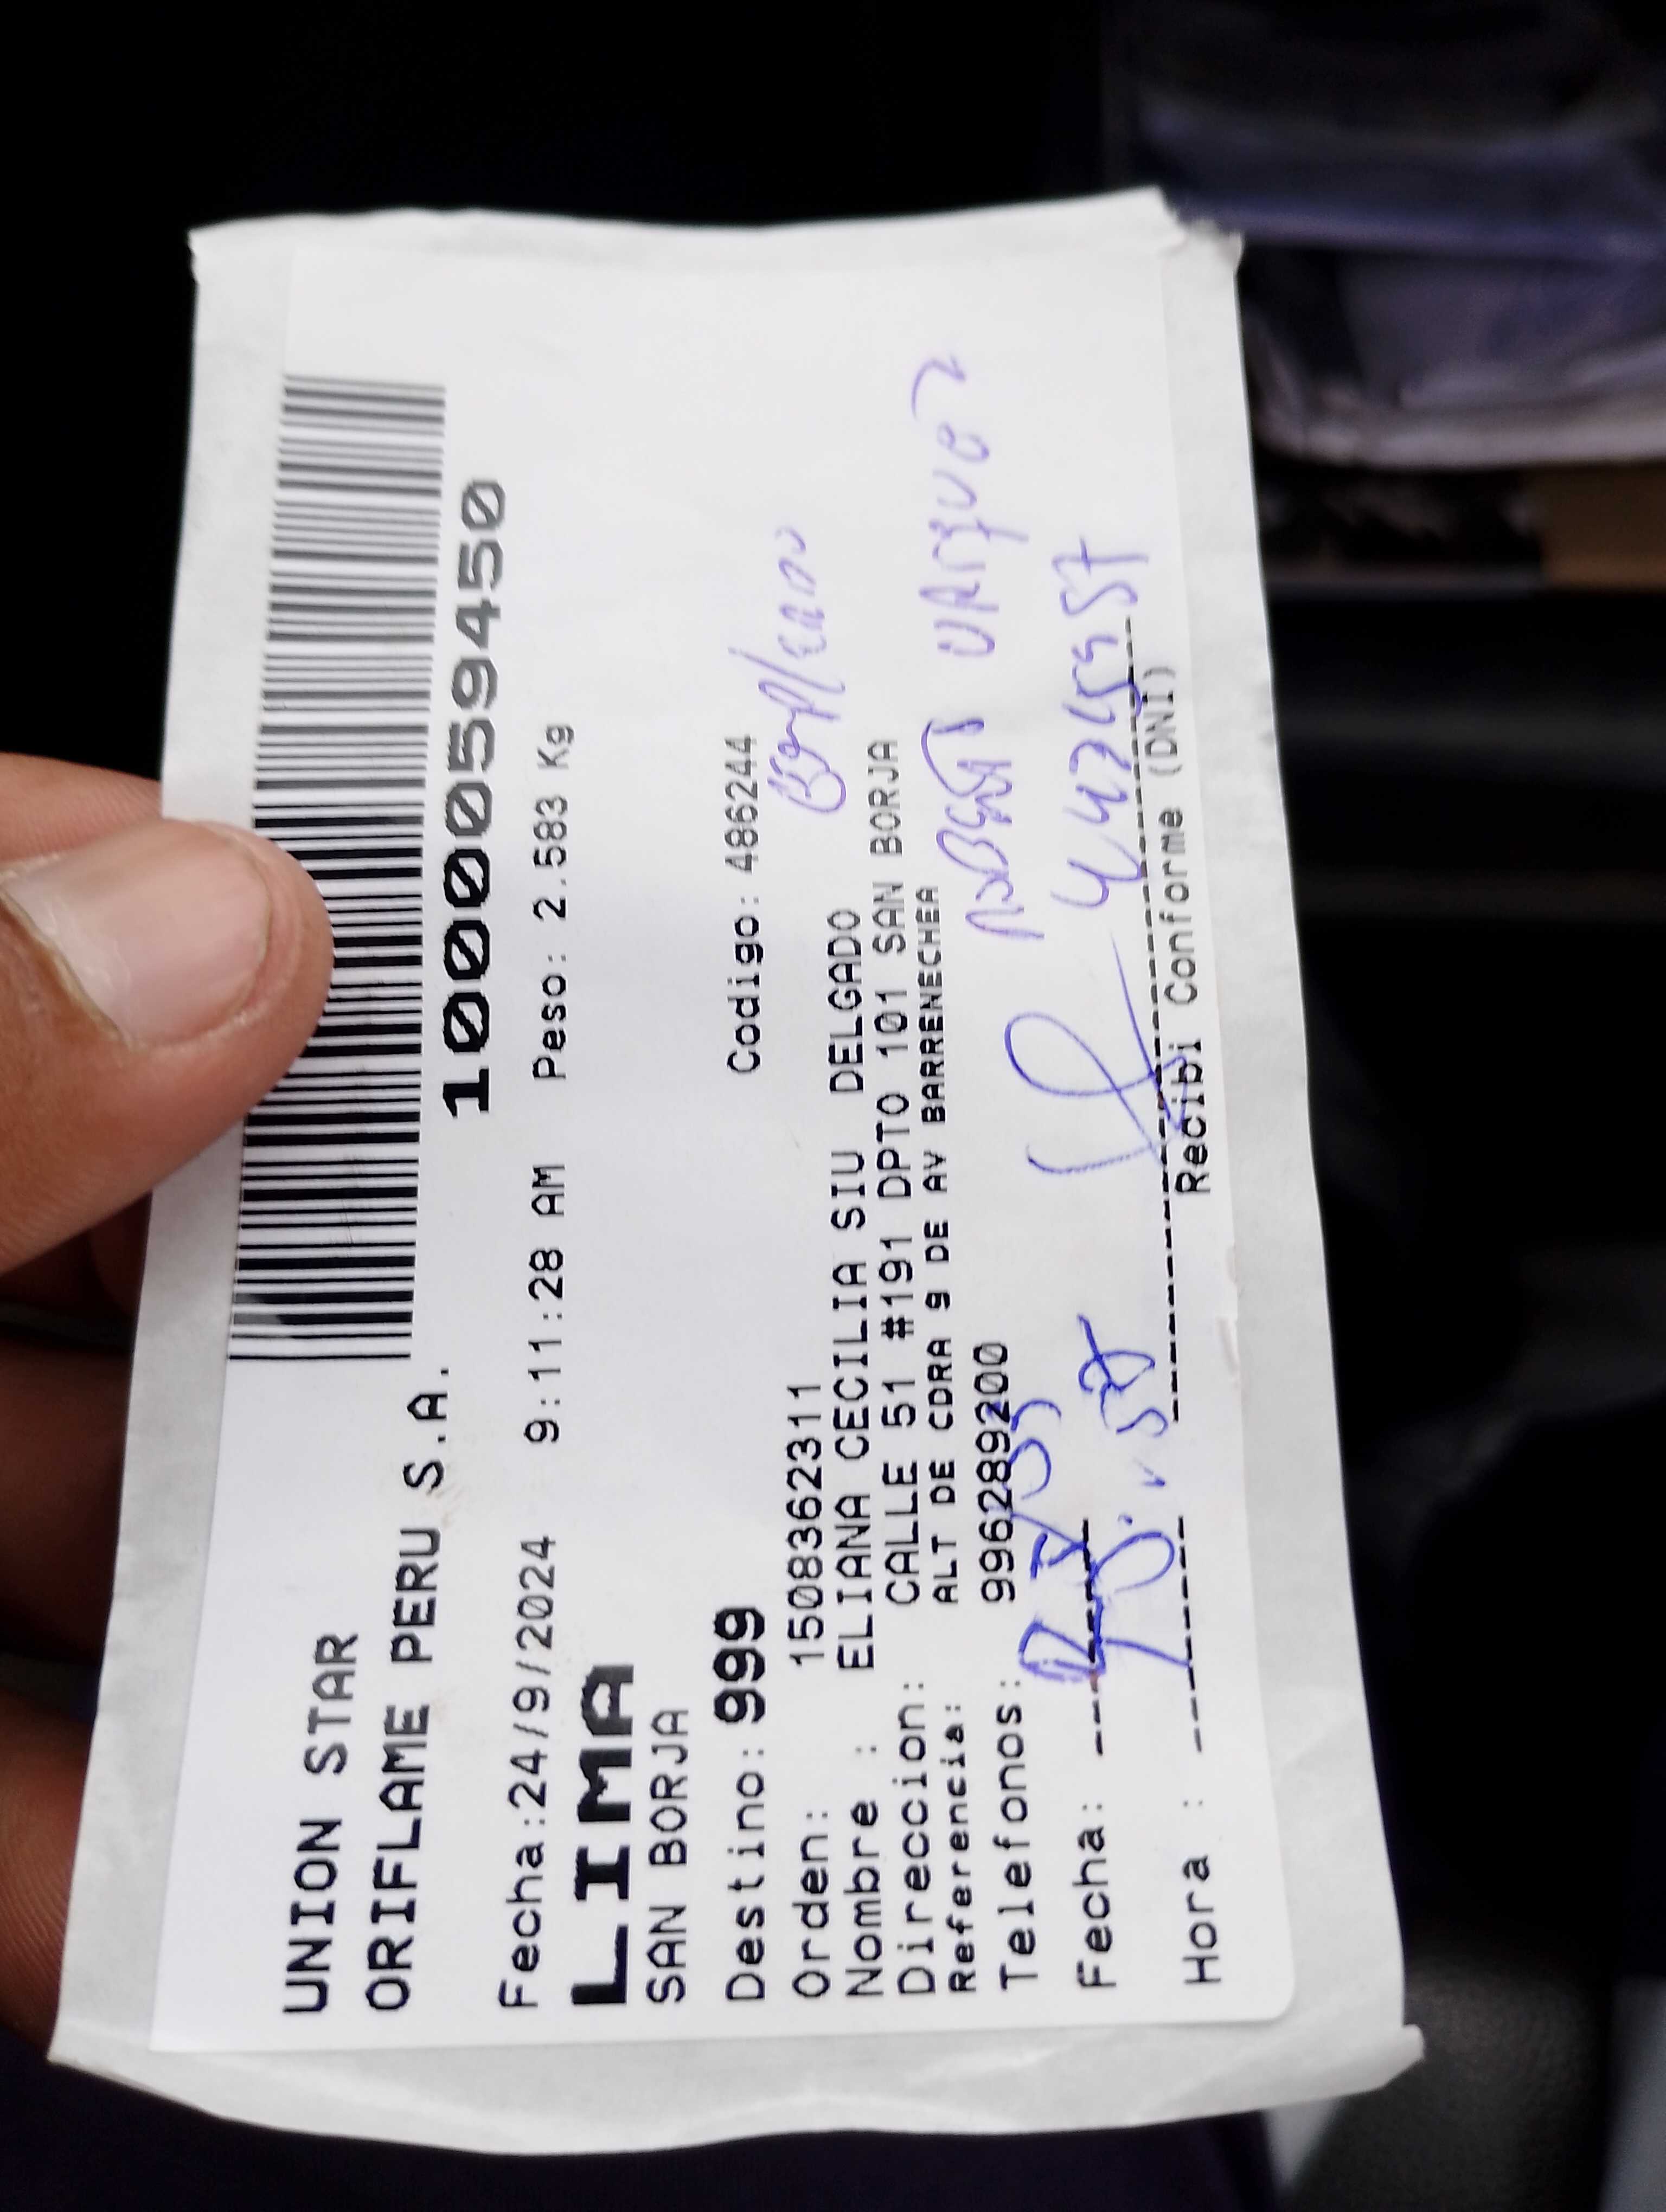 UNION STAR
ORIFLAME PERU S.A.
1000059450
Fecha:24/9/2024 9:11:28 AM Peso: 2.583 Kg
LIMA
SAN BORJA
Destino: 999 Codigo: 486244
Orden: 15083662311
Nombre : ELIANA CECILIA SIU DELGADO
Direccion: CALLE 51 #191 DPTO 101 SAN BORJA
Referencia: ALT DE CDRA 9 DE AV BARRENECHEA
Telefonos: 996289200
Fecha:
Hora :
Recibi Conforme (DNI)